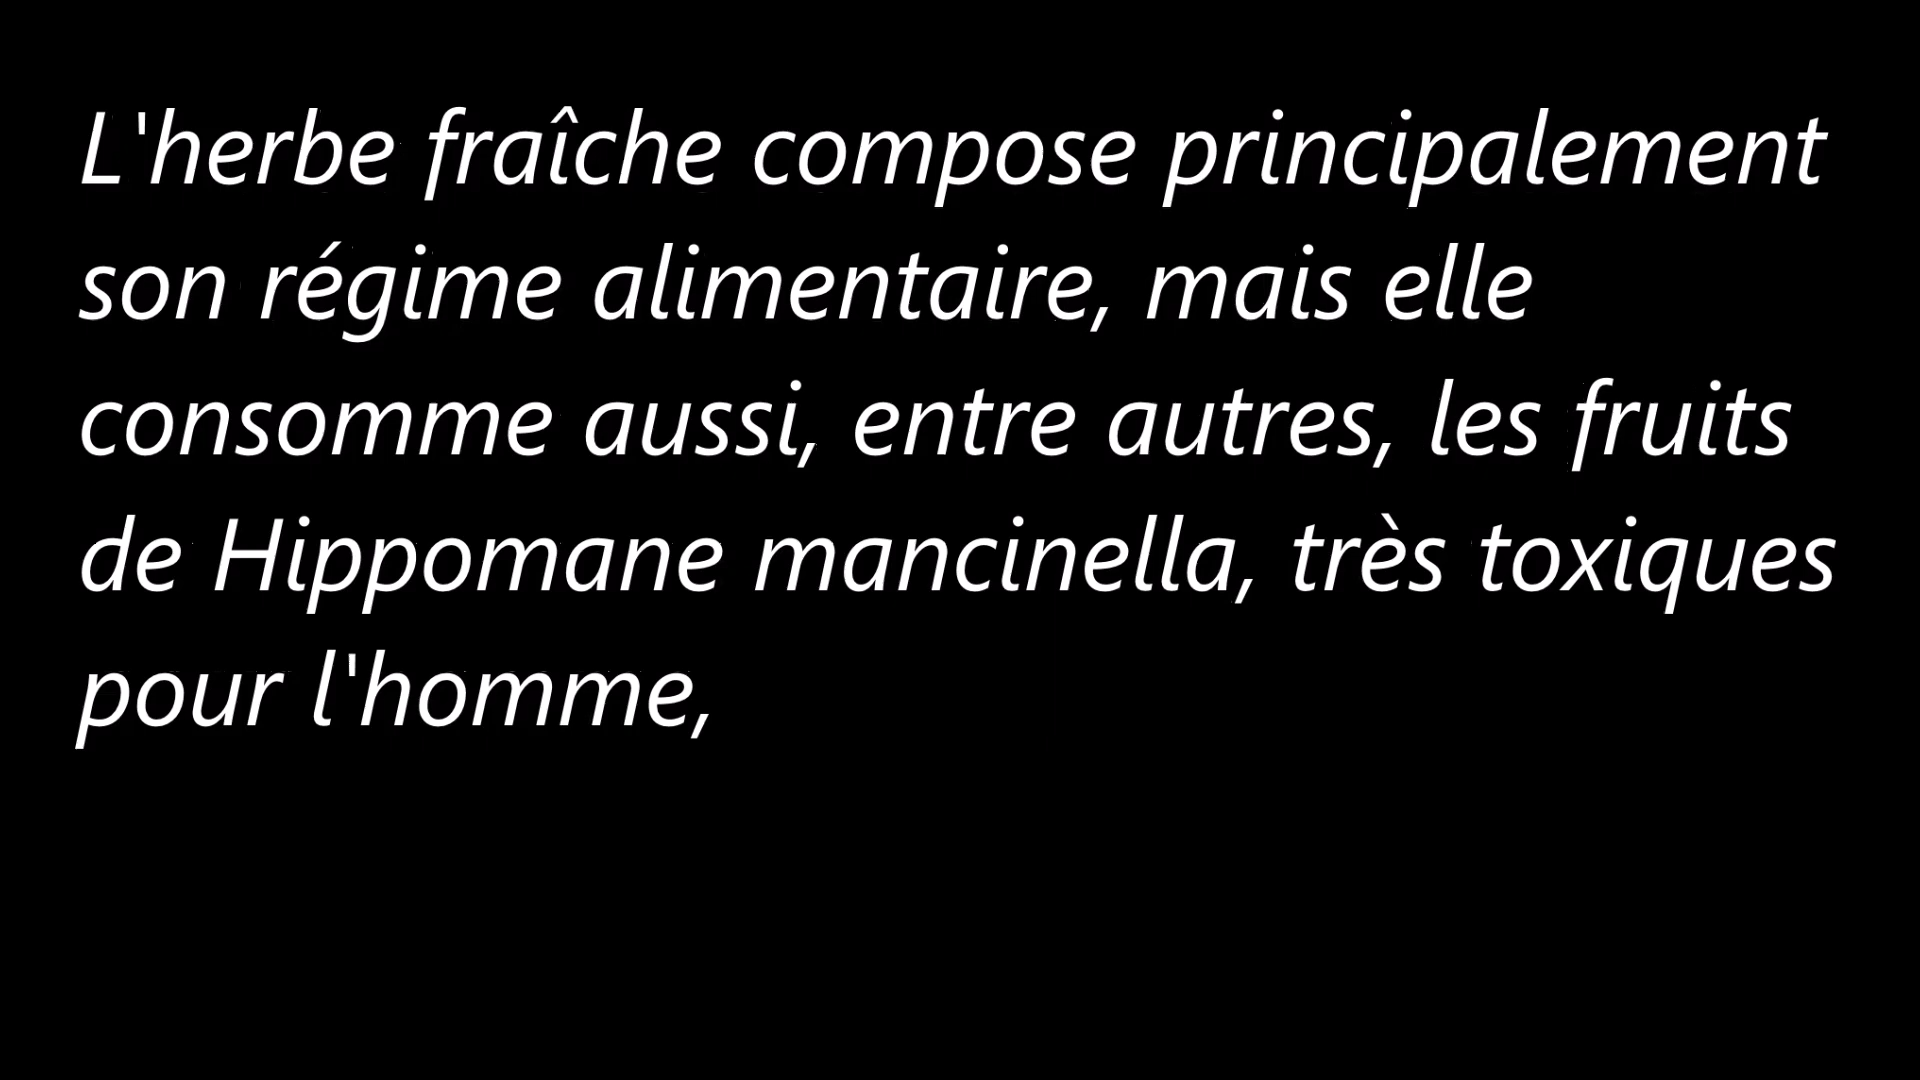 L'herbe fraîche compose principalement
son régime alimentaire, mais elle
consomme aussi, entre autres, les fruits
de Hippomane mancinella, très toxiques
pour l'homme,